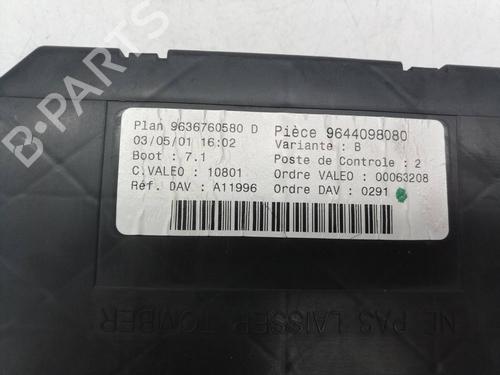 Plan 9636760580 D
Pièce 9644098080
03/05/01 16:02
Variante : B
Boot : 7.1
Poste de Controle : 2
C.VALEO : 10801
Ordre VALEO : 00063208
Réf. DAV : A11996
Ordre DAV : 0291
NE PAS LAISSER TOMBER
B-PARTS